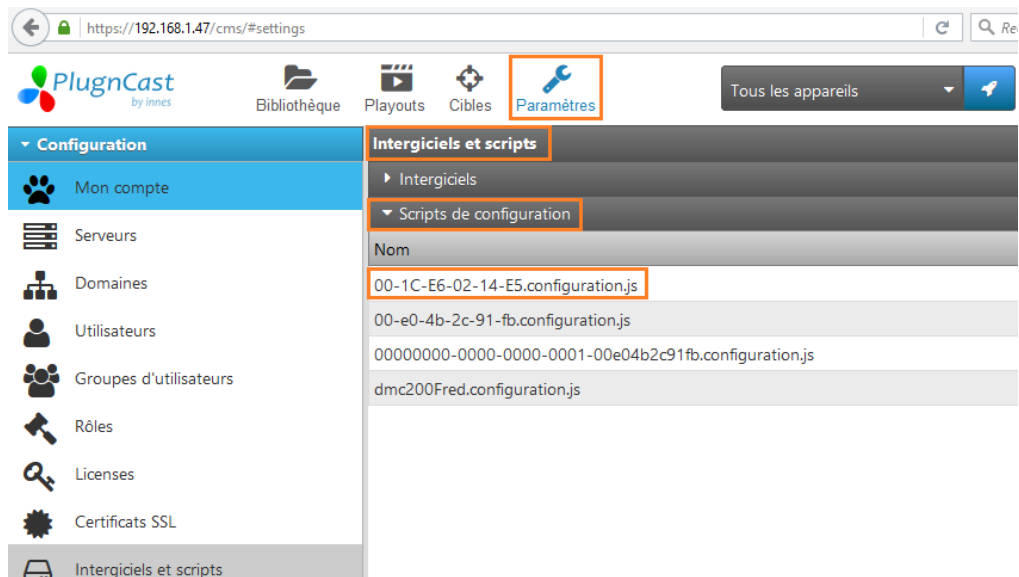 https://192.168.1.47/cms/#settings
Re
PlugnCast
by innes
Bibliothèque
Playouts
Cibles
Paramètres
Tous les appareils
Configuration
Mon compte
Serveurs
Domaines
Utilisateurs
Groupes d'utilisateurs
Rôles
Licenses
Certificats SSL
Intergiciels et scripts
Intergiciels et scripts
Intergiciels
Scripts de configuration
Nom
00-1C-E6-02-14-E5.configuration.js
00-e0-4b-2c-91-fb.configuration.js
00000000-0000-0000-0001-00e04b2c91fb.configuration.js
dmc200Fred.configuration.js